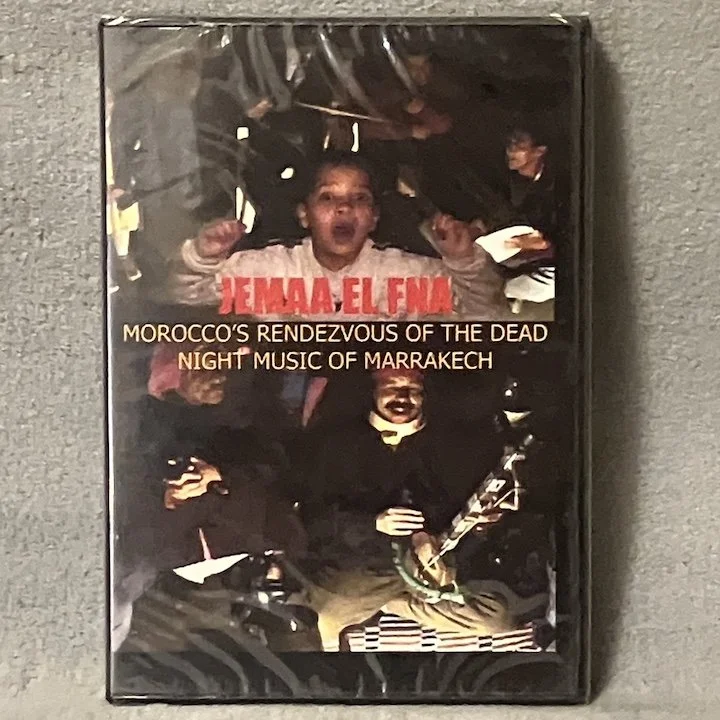 JEMAA EL FNA
MOROCCO'S RENDEZVOUS OF THE DEAD
NIGHT MUSIC OF MARRAKECH